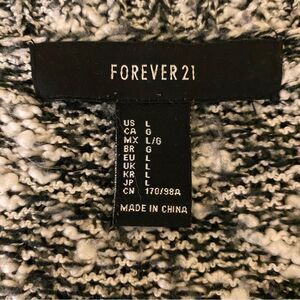 FOREVER 21
US L
CA G
MX L/G
BR G
EU L
UK L
KR L
JP L
CN 170/98A
MADE IN CHINA